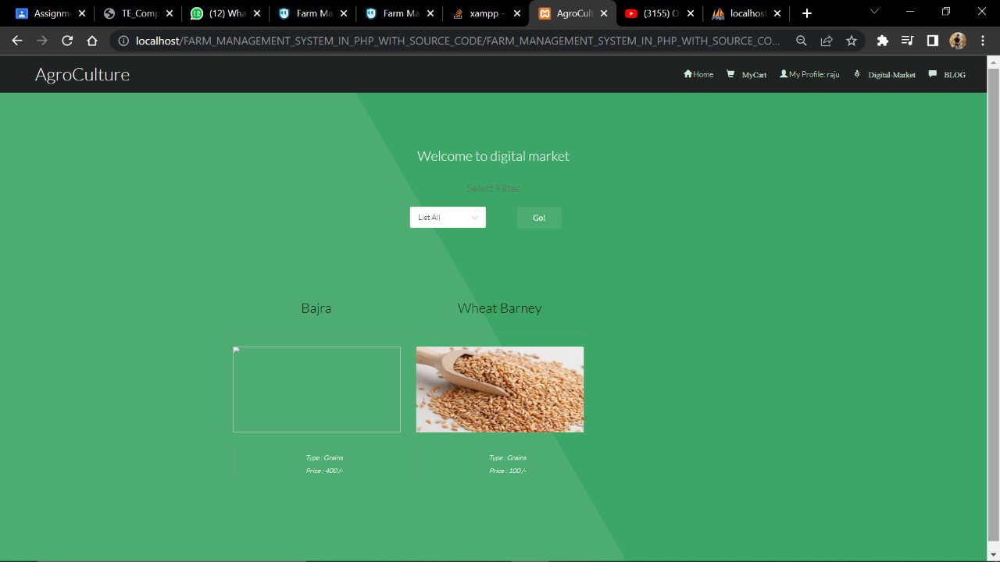 Assignm
TE_Comp
(12) Wha
Farm Ma
Farm Ma
xampp -
AgroCult
(3155) O
localhost
localhost/FARM_MANAGEMENT_SYSTEM_IN_PHP_WITH_SOURCE_CODE/FARM_MANAGEMENT_SYSTEM_IN_PHP_WITH_SOURCE_CO...
AgroCulture
Home
MyCart
My Profile: raju
Digital-Market
BLOG
Welcome to digital market
Select Filter
List All
Go!
Bajra
Wheat Barney
Type : Grains
Price : 400 /-
Type : Grains
Price : 100 /-